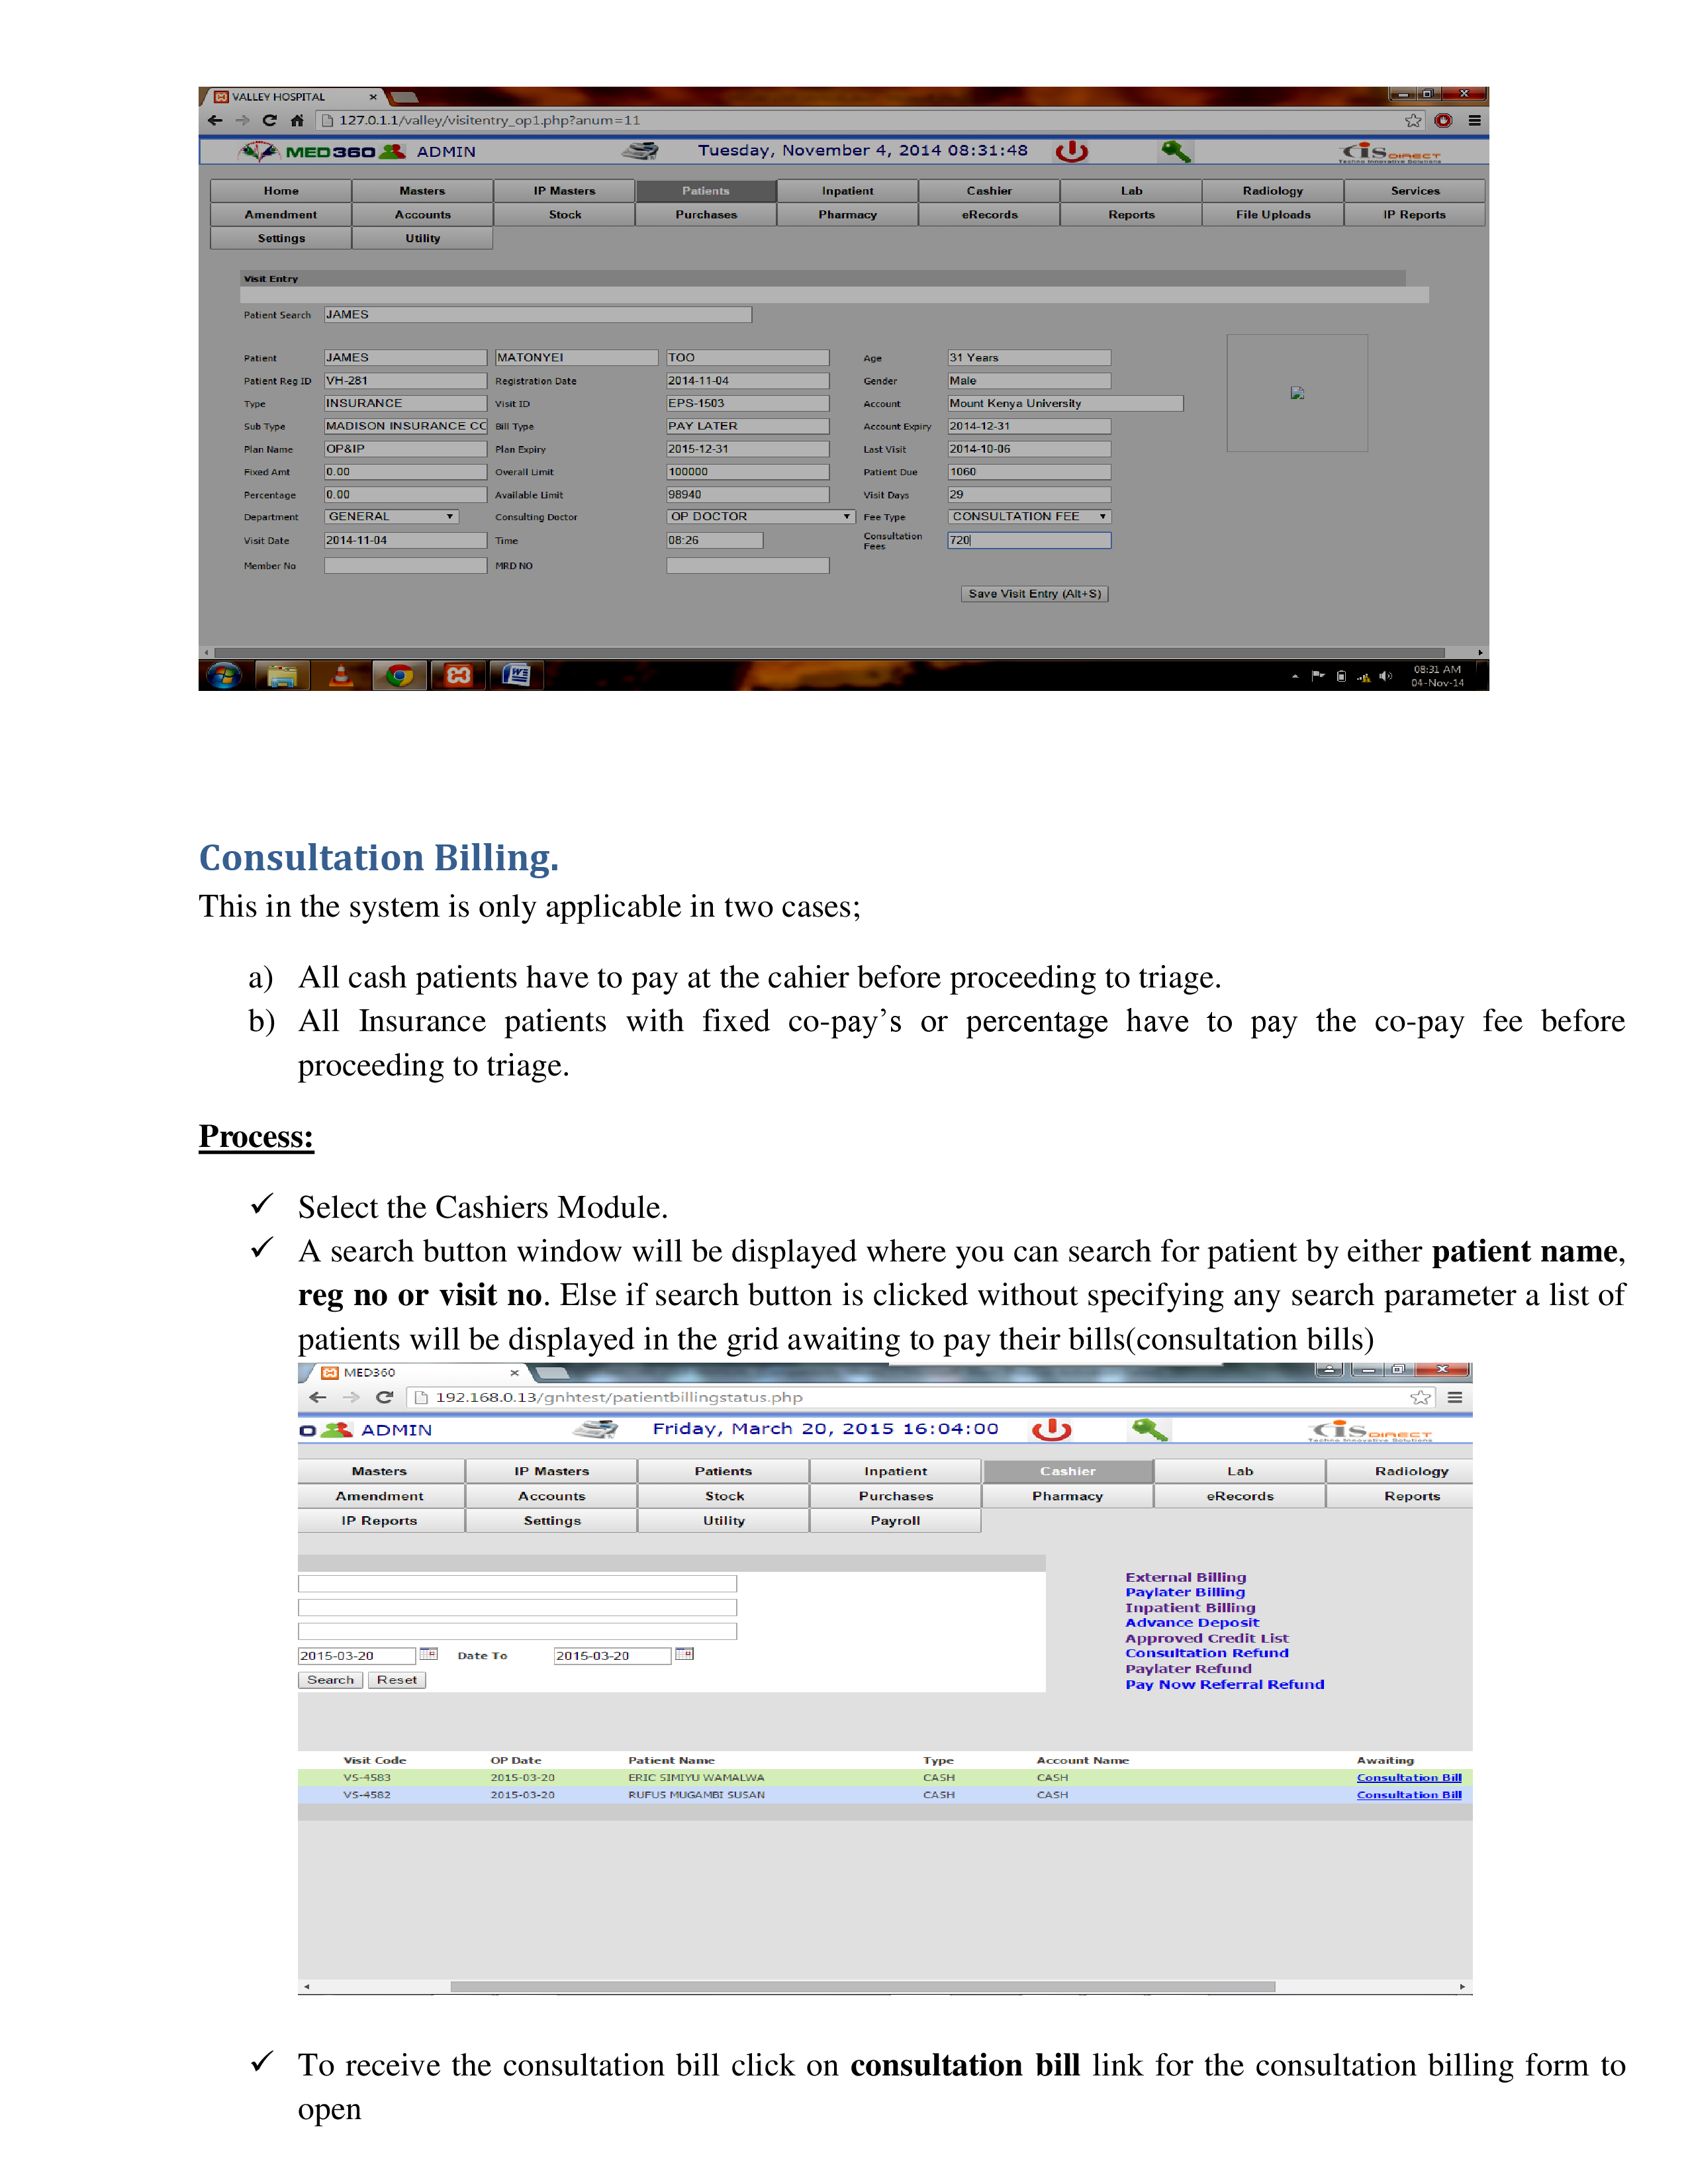 VALLEY HOSPITAL
127.0.1.1/valley/visitentry_op1.php?anum=11
MED360 ADMIN Tuesday, November 4, 2014 08:31:48 CIS DIRECT
Techno Innovative Solutions
Home Masters IP Masters Patients Inpatient Cashier Lab Radiology Services
Amendment Accounts Stock Purchases Pharmacy eRecords Reports File Uploads IP Reports
Settings Utility
Visit Entry
Patient Search JAMES
Patient JAMES MATONYEI TOO Age 31 Years
Patient Reg ID VH-281 Registration Date 2014-11-04 Gender Male
Type INSURANCE Visit ID EPS-1503 Account Mount Kenya University
Sub Type MADISON INSURANCE CO Bill Type PAY LATER Account Expiry 2014-12-31
Plan Name OP&IP Plan Expiry 2015-12-31 Last Visit 2014-10-06
Fixed Amt 0.00 Overall Limit 100000 Patient Due 1060
Percentage 0.00 Available Limit 98940 Visit Days 29
Department GENERAL Consulting Doctor OP DOCTOR Fee Type CONSULTATION FEE
Visit Date 2014-11-04 Time 08:26 Consultation Fees 720
Member No MRD NO
Save Visit Entry (Alt+S)
08:31 AM
04-Nov-14
Consultation Billing.
This in the system is only applicable in two cases;
a) All cash patients have to pay at the cahier before proceeding to triage.
b) All Insurance patients with fixed co-pay’s or percentage have to pay the co-pay fee before
proceeding to triage.
Process:
✓ Select the Cashiers Module.
✓ A search button window will be displayed where you can search for patient by either patient name,
reg no or visit no. Else if search button is clicked without specifying any search parameter a list of
patients will be displayed in the grid awaiting to pay their bills(consultation bills)
MED360
192.168.0.13/gnhtest/patientbillingstatus.php
0 ADMIN Friday, March 20, 2015 16:04:00 CIS DIRECT
Techno Innovative Solutions
Masters IP Masters Patients Inpatient Cashier Lab Radiology
Amendment Accounts Stock Purchases Pharmacy eRecords Reports
IP Reports Settings Utility Payroll
External Billing
Paylater Billing
Inpatient Billing
Advance Deposit
Approved Credit List
Consultation Refund
Paylater Refund
Pay Now Referral Refund
2015-03-20 Date To 2015-03-20
Search Reset
Visit Code OP Date Patient Name Type Account Name Awaiting
VS-4583 2015-03-20 ERIC SIMIYU WAMALWA CASH CASH Consultation Bill
VS-4582 2015-03-20 RUFUS MUGAMBI SUSAN CASH CASH Consultation Bill
✓ To receive the consultation bill click on consultation bill link for the consultation billing form to
open